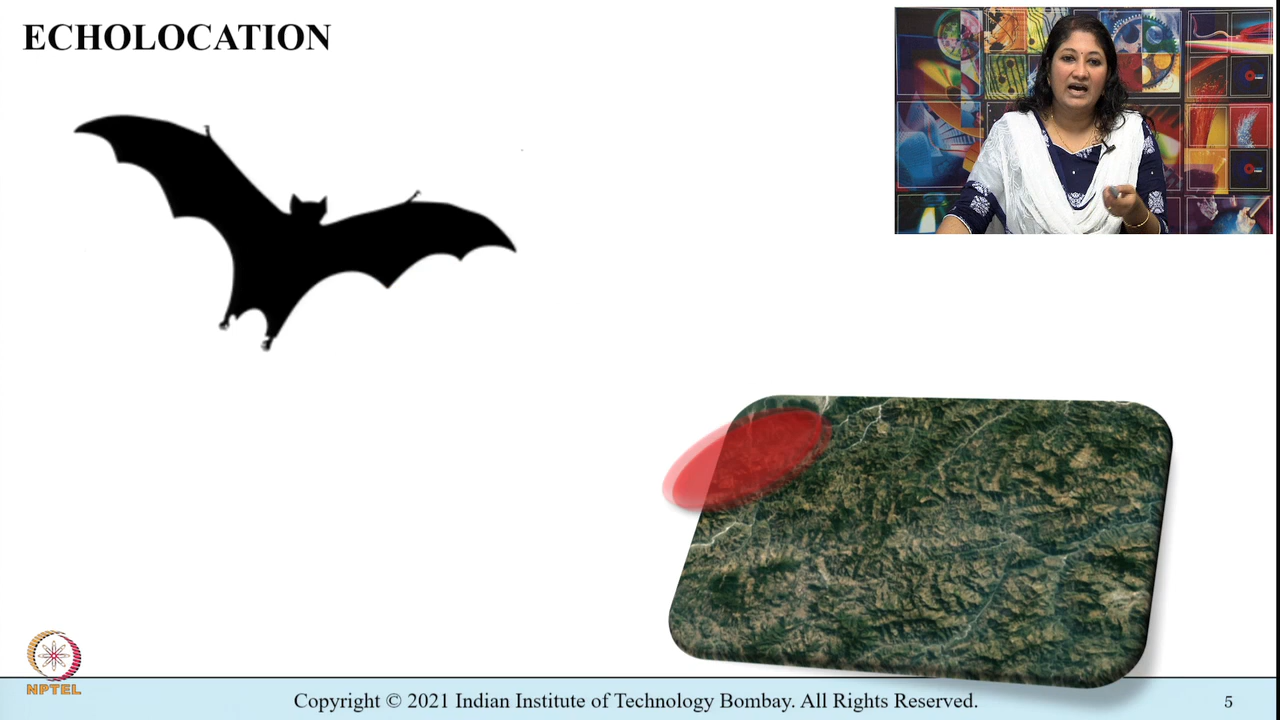 ECHOLOCATION
NPTEL
Copyright © 2021 Indian Institute of Technology Bombay. All Rights Reserved.
5